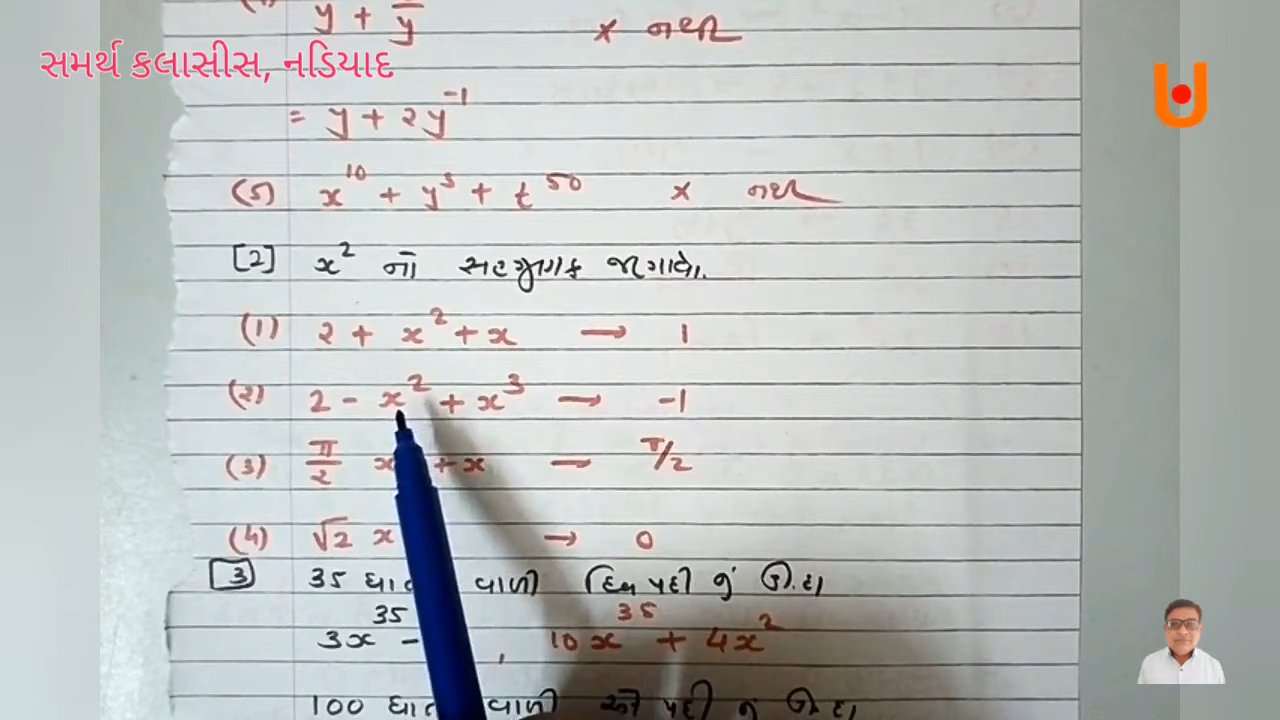 y + — y × નથી
સમર્થ કલાસીસ, નડિયાદ
= y + 2y⁻¹
(5) x¹⁰ + y³ + t⁵⁰ × નથી
[2] x² નો સહગુણક જણાવો.
(1) 2 + x² + x → 1
(2) 2 - x² + x³ → -1
(3) π/2 x + x → π/2
(4) √2 x → 0
3 35 ઘાત વાળી દ્વિપદી નું ઉ.દા
3x³⁵ - , 10x³⁵ + 4x²
100 ઘાત વાળી એકપદી નું ઉ.દા